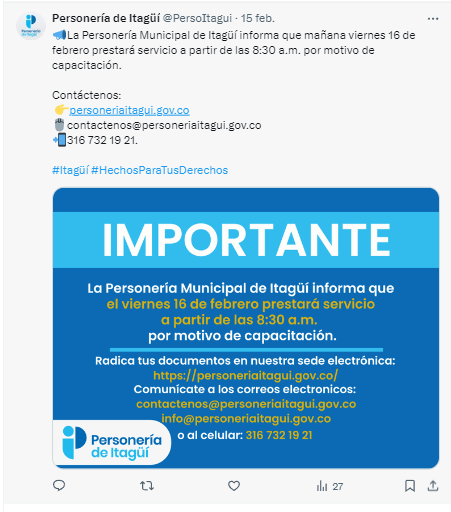 Personería de Itagüí @PersoItagui · 15 feb.
📣La Personería Municipal de Itagüí informa que mañana viernes 16 de
febrero prestará servicio a partir de las 8:30 a.m. por motivo de
capacitación.
Contáctenos:
👉personeriaitagui.gov.co
🖱️contactenos@personeriaitagui.gov.co
📲316 732 19 21.
#Itagüí #HechosParaTusDerechos
IMPORTANTE
La Personería Municipal de Itagüí informa que
el viernes 16 de febrero prestará servicio
a partir de las 8:30 a.m.
por motivo de capacitación.
Radica tus documentos en nuestra sede electrónica:
https://personeriaitagui.gov.co/
Comunícate a los correos electronicos:
contactenos@personeriaitagui.gov.co
info@personeriaitagui.gov.co
o al celular: 316 732 19 21
Personería
de Itagüí
27